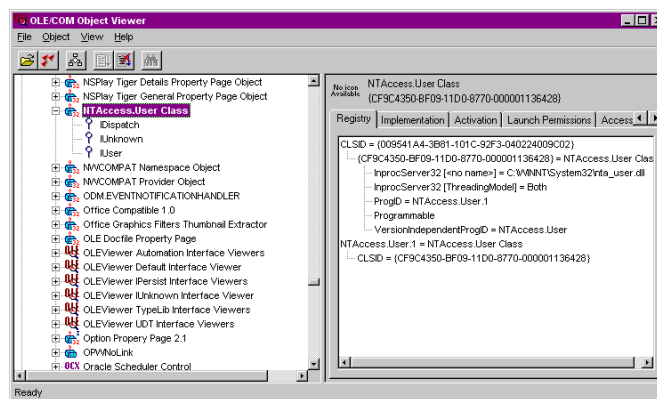 OLE/COM Object Viewer
File Object View Help
NSPlay Tiger Details Property Page Object
NSPlay Tiger General Property Page Object
NTAccess.User Class
IDispatch
IUnknown
IUser
NWCOMPAT Namespace Object
NWCOMPAT Provider Object
ODM.EVENTNOTIFICATIONHANDLER
Office Compatible 1.0
Office Graphics Filters Thumbnail Extractor
OLE Docfile Property Page
OLEViewer Automation Interface Viewers
OLEViewer Default Interface Viewer
OLEViewer IPersist Interface Viewers
OLEViewer IUnknown Interface Viewer
OLEViewer TypeLib Interface Viewers
OLEViewer UDT Interface Viewers
Option Propery Page 2.1
OPWNoLink
OCX Oracle Scheduler Control
No icon
Available
NTAccess.User Class
{CF9C4350-BF09-11D0-8770-000001136428}
Registry Implementation Activation Launch Permissions Access
CLSID = {009541A4-3B81-101C-92F3-040224009C02}
{CF9C4350-BF09-11D0-8770-000001136428} = NTAccess.User Clas
InprocServer32 [<no name>] = C:\WINNT\System32\nta_user.dll
InprocServer32 [ThreadingModel] = Both
ProgID = NTAccess.User.1
Programmable
VersionIndependentProgID = NTAccess.User
NTAccess.User.1 = NTAccess.User Class
CLSID = {CF9C4350-BF09-11D0-8770-000001136428}
Ready